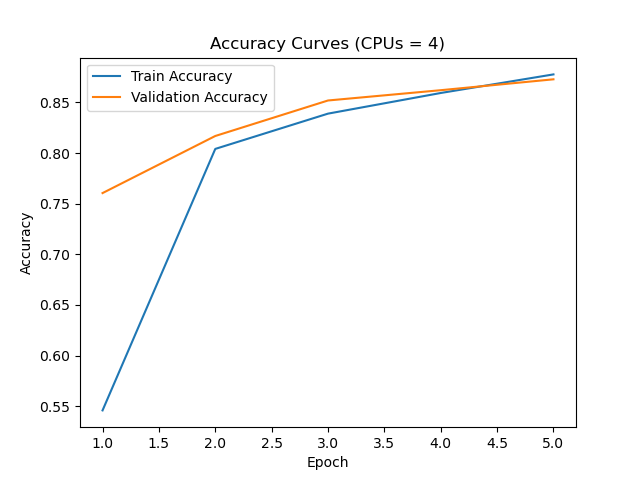 Accuracy Curves (CPUs = 4)
Train Accuracy
Validation Accuracy
Accuracy
0.85
0.80
0.75
0.70
0.65
0.60
0.55
1.0 1.5 2.0 2.5 3.0 3.5 4.0 4.5 5.0
Epoch